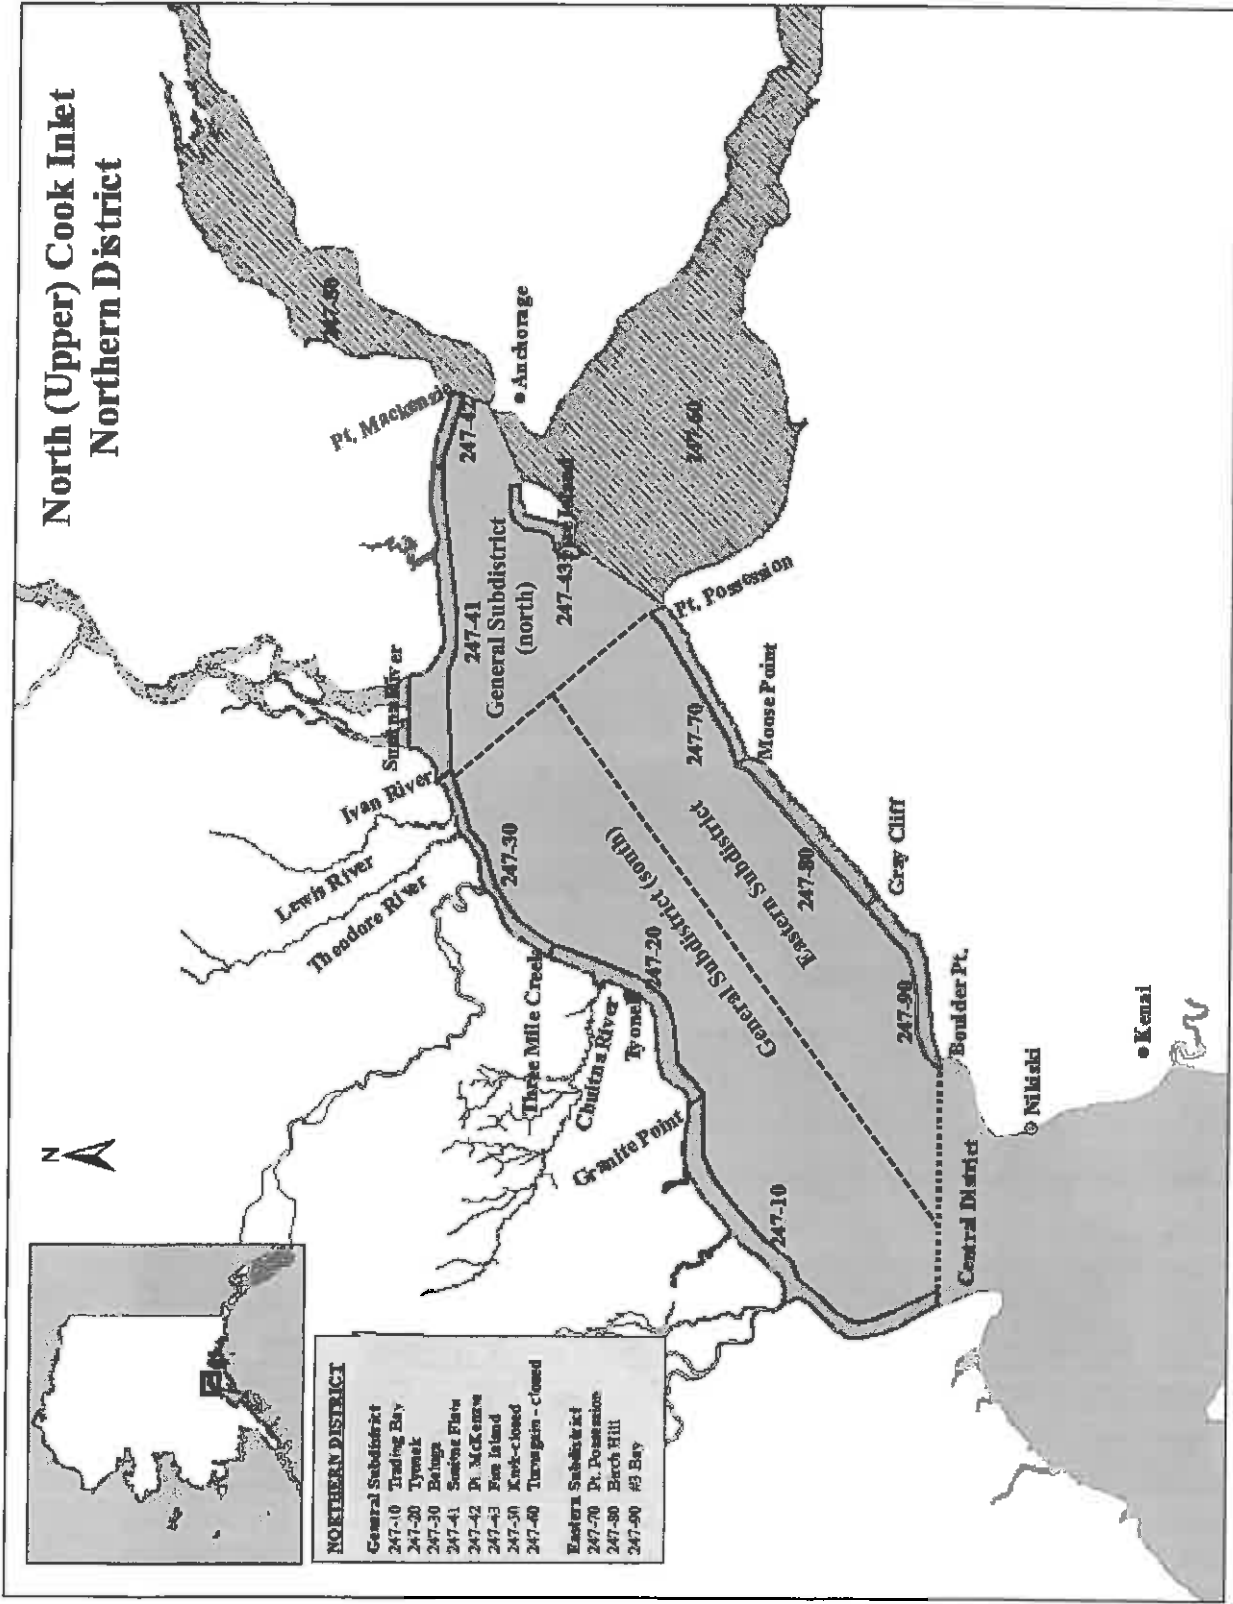 North (Upper) Cook Inlet
Northern District
N
NORTHERN DISTRICT
General Subdistrict
247-10 Trading Bay
247-20 Tyonek
247-30 Beluga
247-41 Susitna Flats
247-42 Pt. McKenzie
247-43 Fire Island
247-50 Knik-closed
247-60 Turnagain - closed
Eastern Subdistrict
247-70 Pt. Possession
247-80 Birch Hill
247-90 #3 Bay
Lewis River
Theodore River
Ivan River
Susitna River
Pt. Mackenzie
247-50
Anchorage
247-42
247-41
General Subdistrict
(north)
247-43
Fire Island
247-60
Pt. Possession
247-30
Three Mile Creek
Chuitna River
Tyonek
247-20
Granite Point
247-10
General Subdistrict (south)
Eastern Subdistrict
247-70
Moose Point
247-80
Gray Cliff
247-90
Boulder Pt.
Central District
Nikiski
Kenai